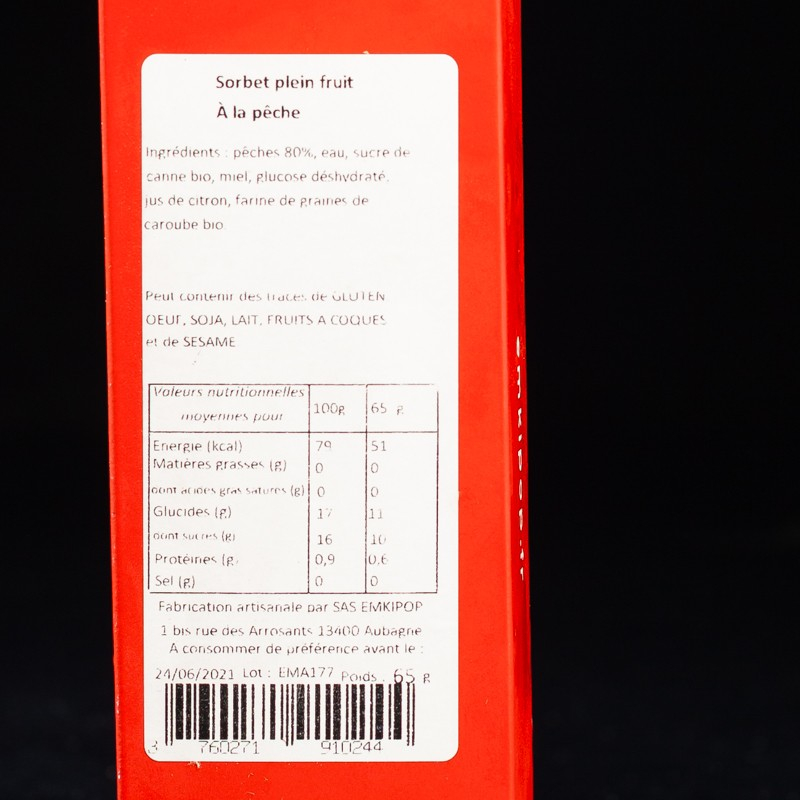 Sorbet plein fruit
À la pêche
Ingrédients : pêches 80%, eau, sucre de
canne bio, miel, glucose déshydraté,
jus de citron, farine de graines de
caroube bio.
Peut contenir des traces de GLUTEN
OEUF, SOJA, LAIT, FRUITS A COQUES
et de SESAME
Valeurs nutritionnelles
moyennes pour 100g 65 g
Energie (kcal) 79 51
Matières grasses (g) 0 0
dont acides gras saturés (g) 0 0
Glucides (g) 17 11
dont sucres (g) 16 10
Protéines (g) 0,9 0,6
Sel (g) 0 0
Fabrication artisanale par SAS EMKIPOP
1 bis rue des Arrosants 13400 Aubagne
A consommer de préférence avant le :
24/06/2021 Lot : EMA177 Poids : 65 g
3 760271 910244